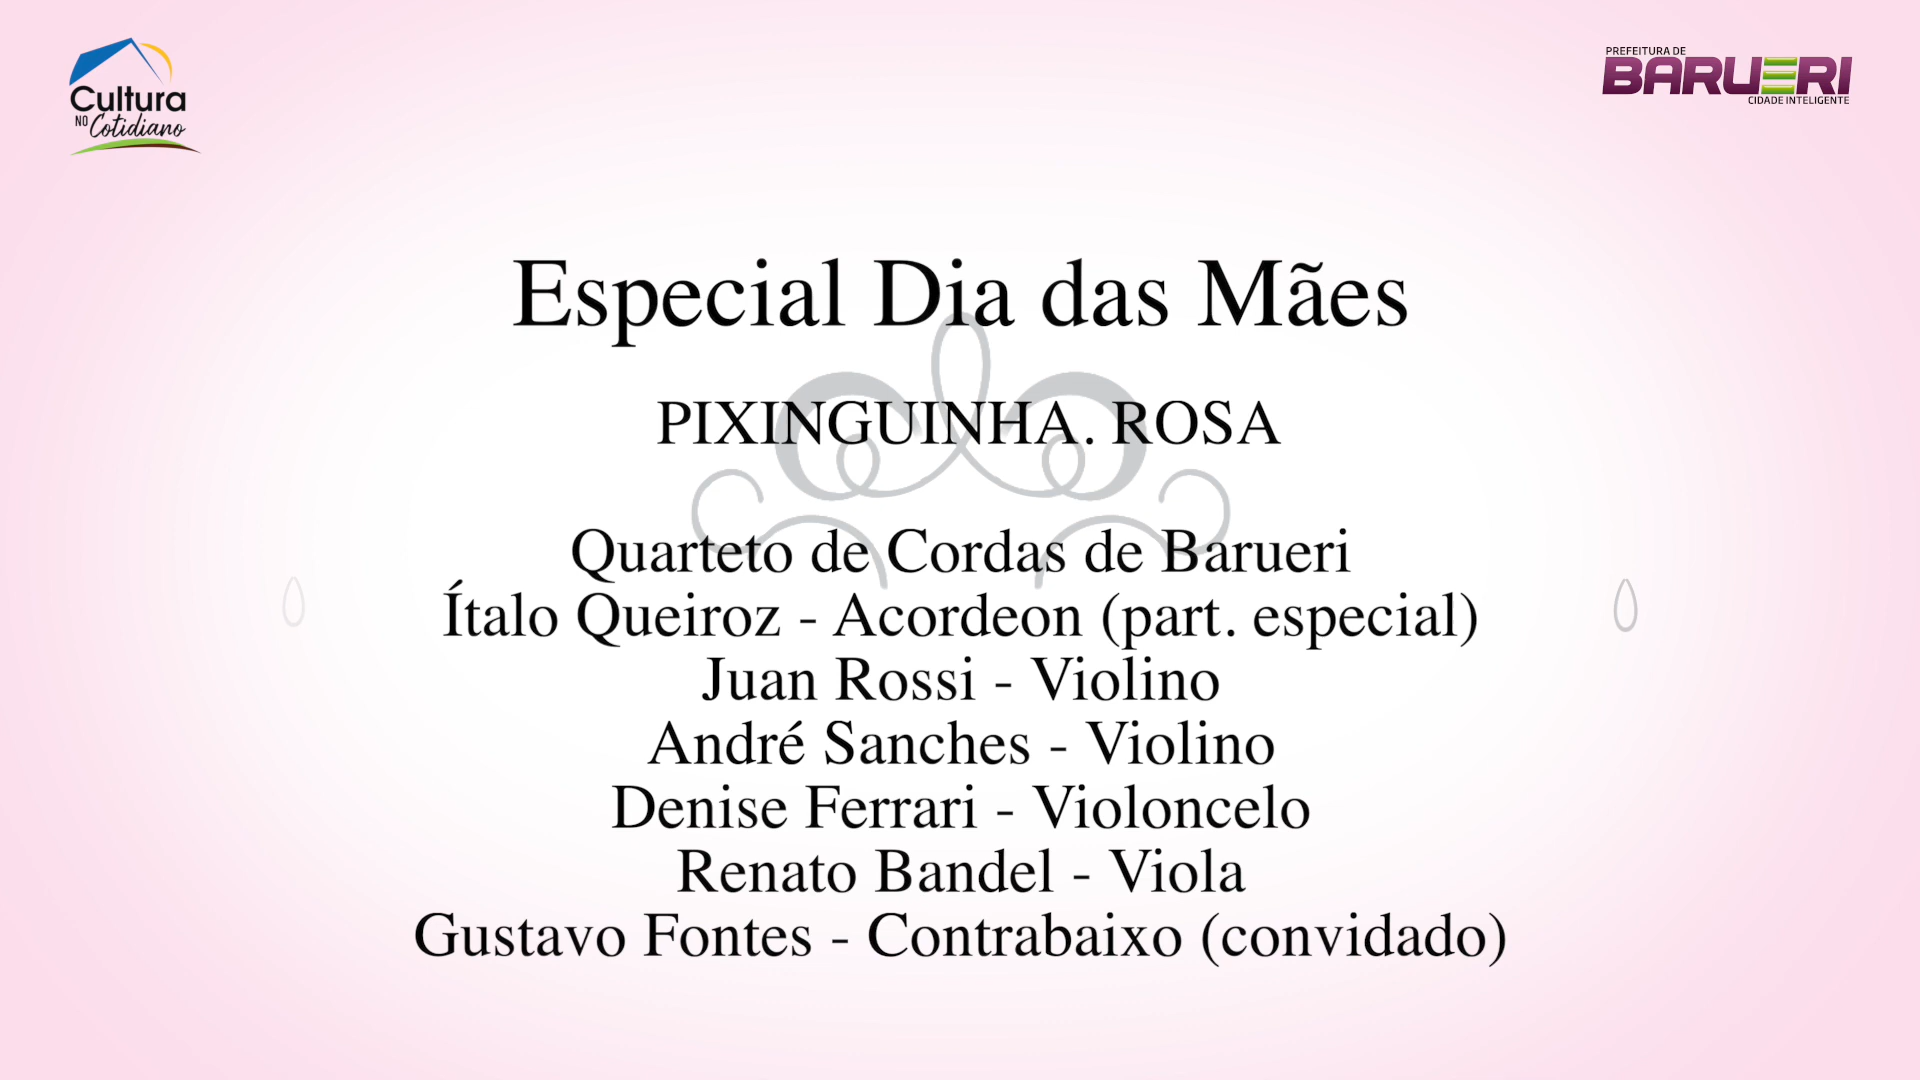 Cultura
NO Cotidiano
PREFEITURA DE
BARUERI
CIDADE INTELIGENTE
Especial Dia das Mães
PIXINGUINHA. ROSA
Quarteto de Cordas de Barueri
Ítalo Queiroz - Acordeon (part. especial)
Juan Rossi - Violino
André Sanches - Violino
Denise Ferrari - Violoncelo
Renato Bandel - Viola
Gustavo Fontes - Contrabaixo (convidado)